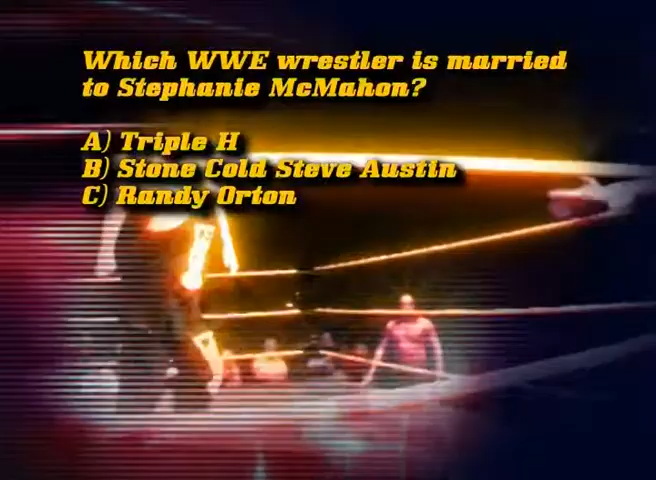 Which WWE wrestler is married
to Stephanie McMahon?
A) Triple H
B) Stone Cold Steve Austin
C) Randy Orton